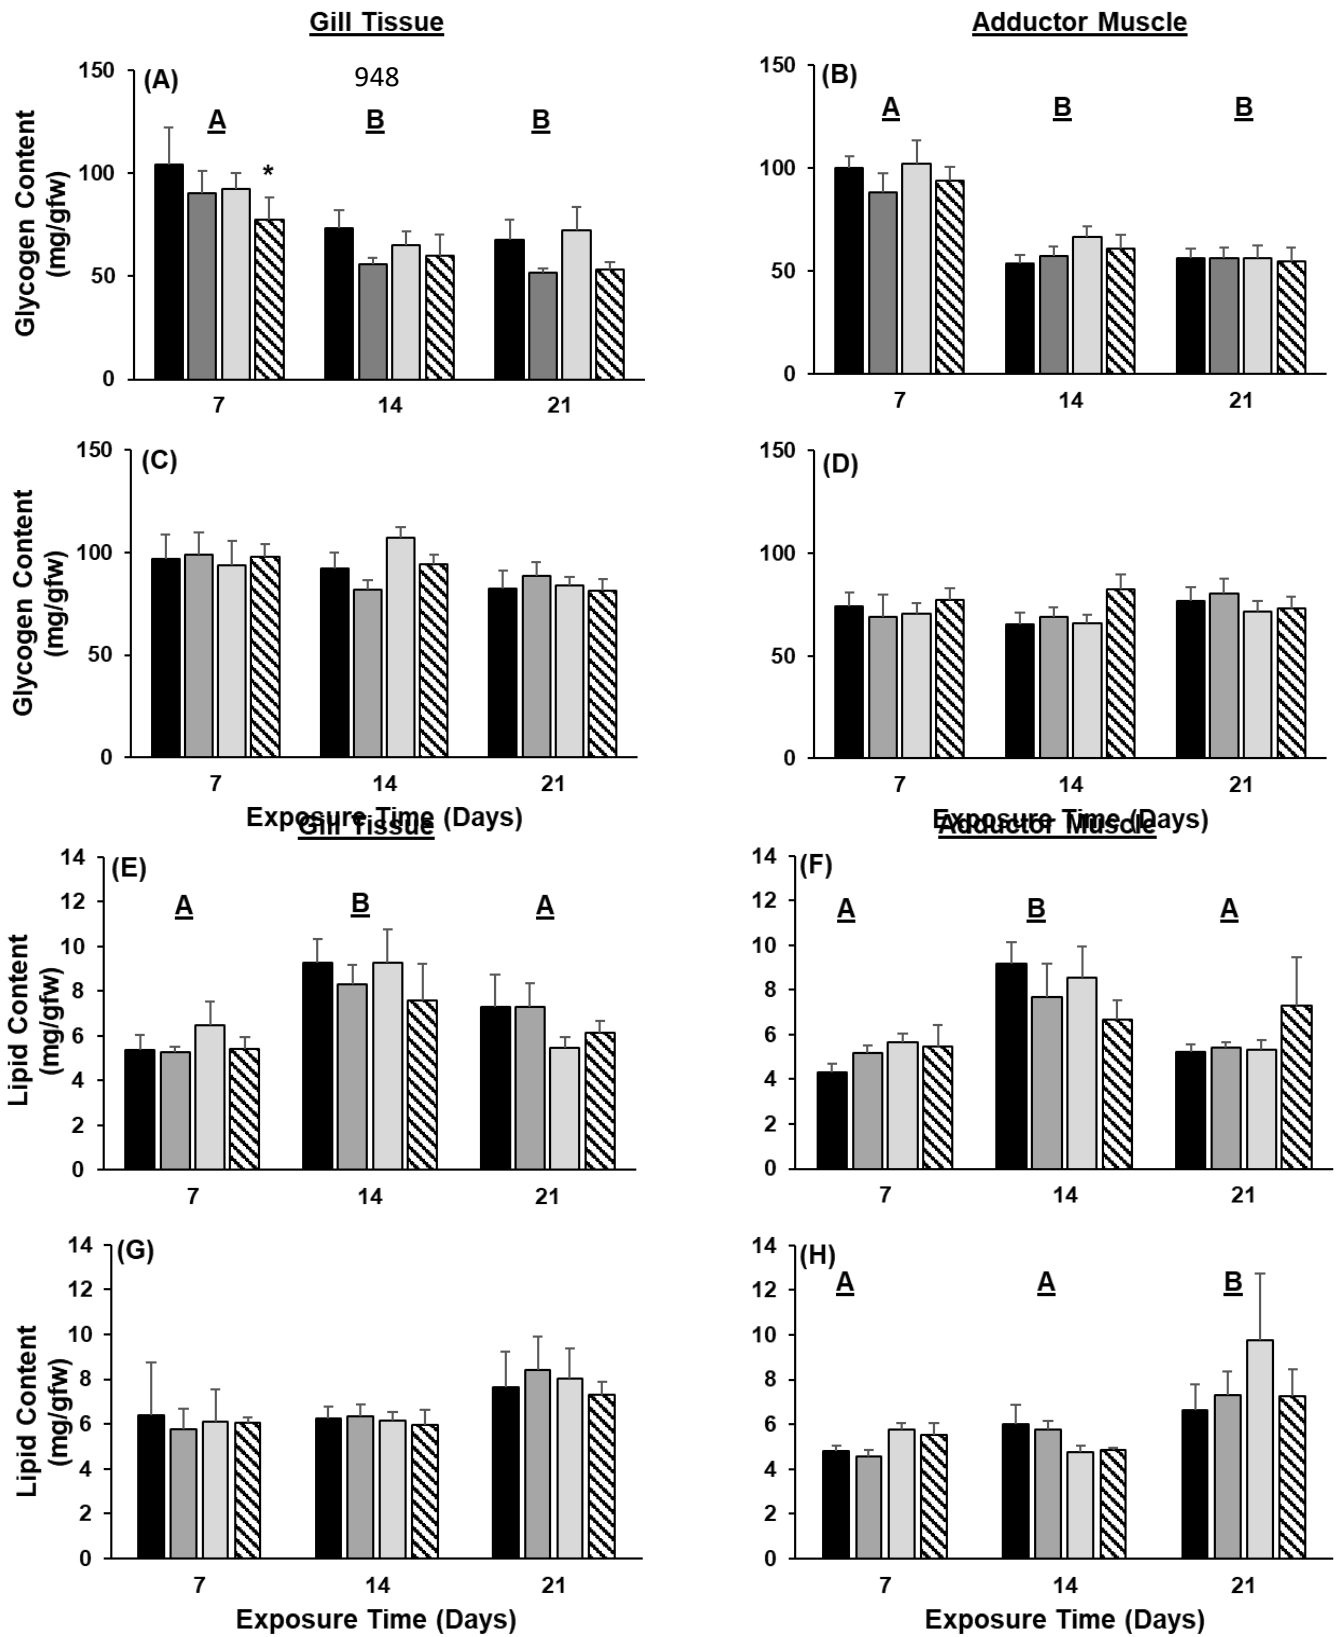 Gill Tissue
Adductor Muscle
948
Glycogen Content
(mg/gfw)
150
100
50
0
(A)
A
B
B
*
7
14
21
150
100
50
0
(B)
A
B
B
7
14
21
Glycogen Content
(mg/gfw)
150
100
50
0
(C)
7
14
21
Exposure Time (Days)
150
100
50
0
(D)
7
14
21
Exposure Time (Days)
Gill Tissue
Adductor Muscle
Lipid Content
(mg/gfw)
14
12
10
8
6
4
2
0
(E)
A
B
A
7
14
21
14
12
10
8
6
4
2
0
(F)
A
B
A
7
14
21
Lipid Content
(mg/gfw)
14
12
10
8
6
4
2
0
(G)
7
14
21
Exposure Time (Days)
14
12
10
8
6
4
2
0
(H)
A
A
B
7
14
21
Exposure Time (Days)